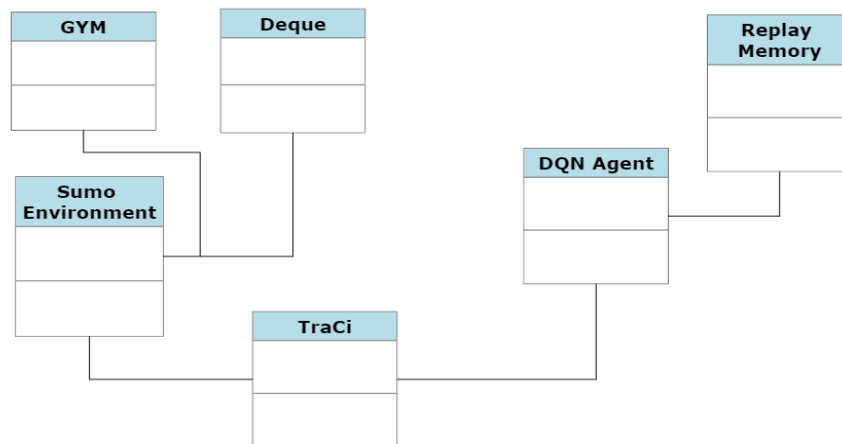 GYM
Deque
Replay
Memory
DQN Agent
Sumo
Environment
TraCi